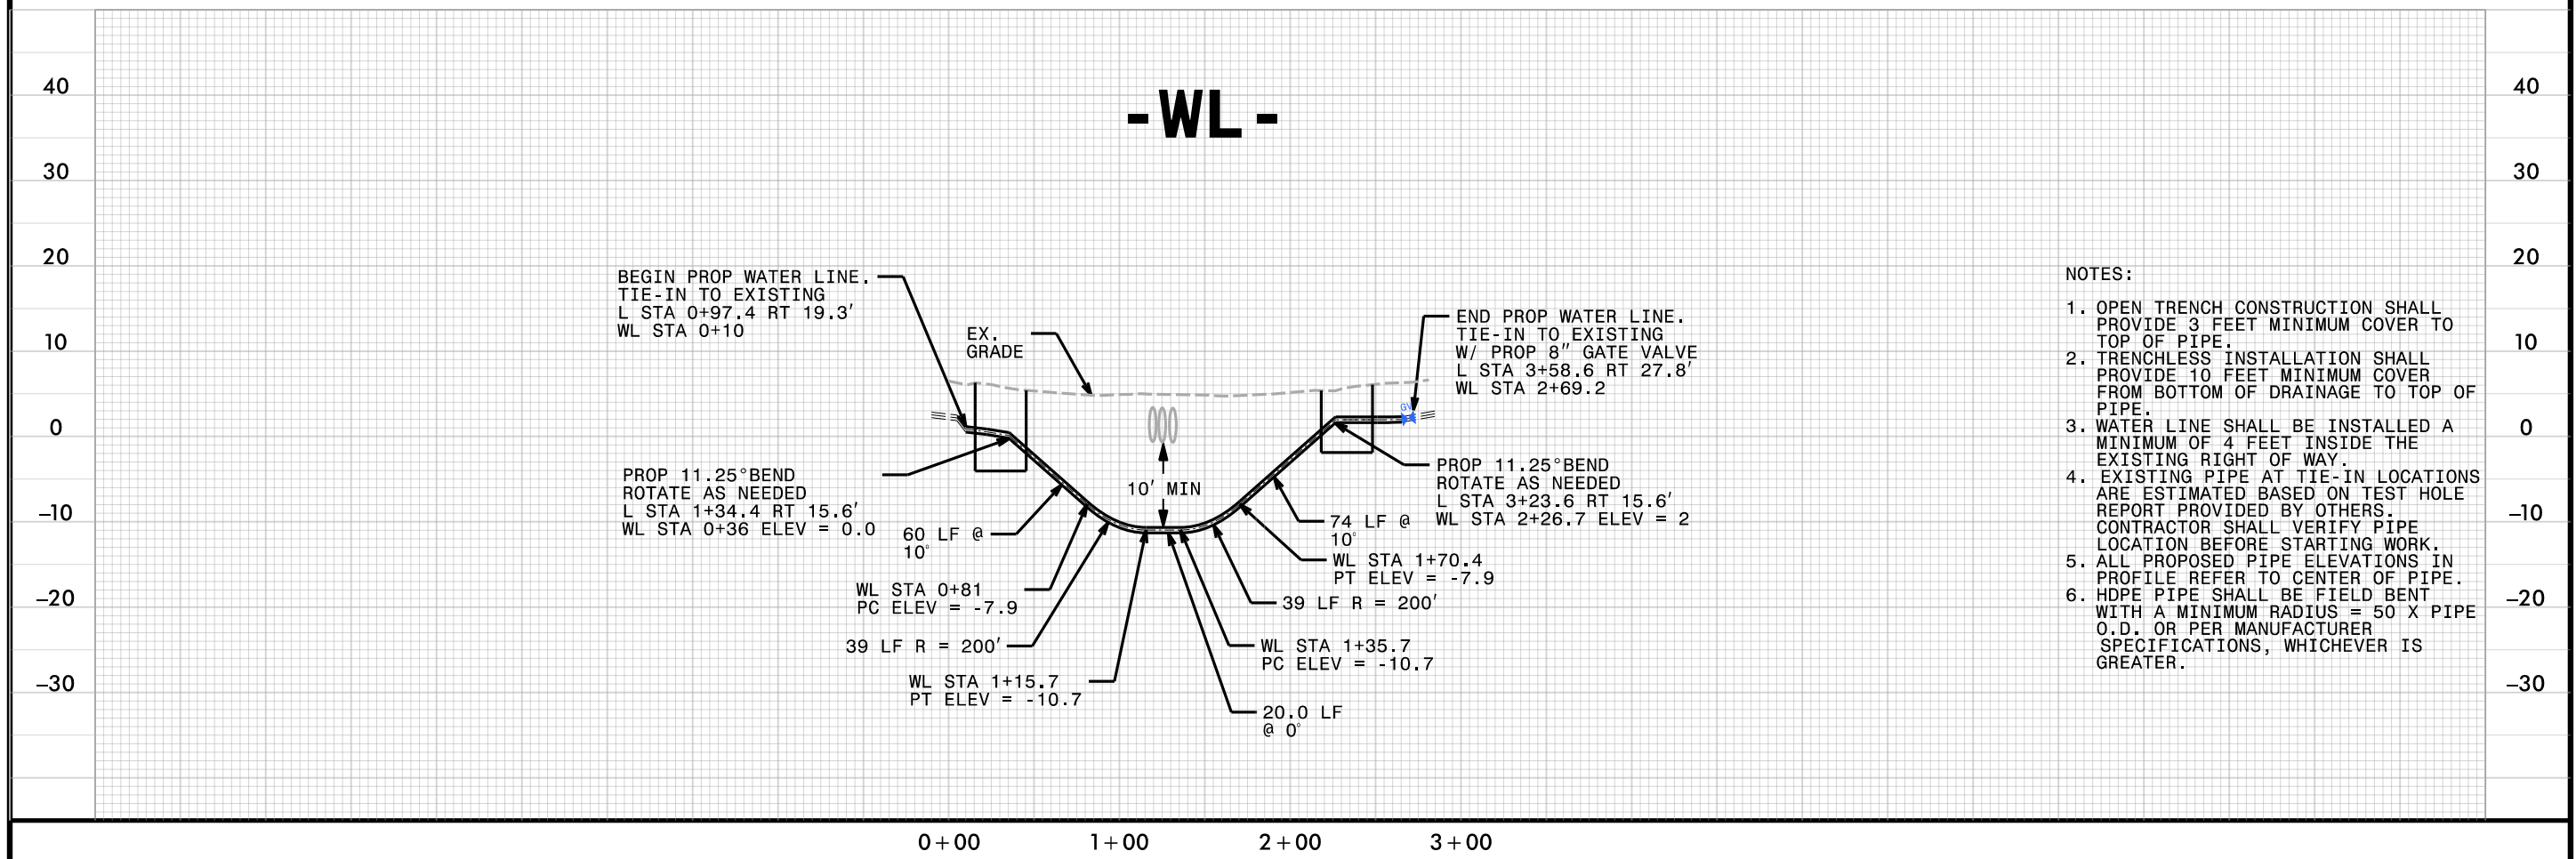 -WL-
40
30
20
10
0
-10
-20
-30
40
30
20
10
0
-10
-20
-30
BEGIN PROP WATER LINE.
TIE-IN TO EXISTING
L STA 0+97.4 RT 19.3'
WL STA 0+10
EX.
GRADE
END PROP WATER LINE.
TIE-IN TO EXISTING
W/ PROP 8" GATE VALVE
L STA 3+58.6 RT 27.8'
WL STA 2+69.2
GV
PROP 11.25°BEND
ROTATE AS NEEDED
L STA 1+34.4 RT 15.6'
WL STA 0+36 ELEV = 0.0
10' MIN
PROP 11.25°BEND
ROTATE AS NEEDED
L STA 3+23.6 RT 15.6'
WL STA 2+26.7 ELEV = 2
60 LF @
10°
74 LF @
10°
WL STA 0+81
PC ELEV = -7.9
WL STA 1+70.4
PT ELEV = -7.9
39 LF R = 200'
39 LF R = 200'
WL STA 1+15.7
PT ELEV = -10.7
WL STA 1+35.7
PC ELEV = -10.7
20.0 LF
@ 0°
NOTES:
1. OPEN TRENCH CONSTRUCTION SHALL
PROVIDE 3 FEET MINIMUM COVER TO
TOP OF PIPE.
2. TRENCHLESS INSTALLATION SHALL
PROVIDE 10 FEET MINIMUM COVER
FROM BOTTOM OF DRAINAGE TO TOP OF
PIPE.
3. WATER LINE SHALL BE INSTALLED A
MINIMUM OF 4 FEET INSIDE THE
EXISTING RIGHT OF WAY.
4. EXISTING PIPE AT TIE-IN LOCATIONS
ARE ESTIMATED BASED ON TEST HOLE
REPORT PROVIDED BY OTHERS.
CONTRACTOR SHALL VERIFY PIPE
LOCATION BEFORE STARTING WORK.
5. ALL PROPOSED PIPE ELEVATIONS IN
PROFILE REFER TO CENTER OF PIPE.
6. HDPE PIPE SHALL BE FIELD BENT
WITH A MINIMUM RADIUS = 50 X PIPE
O.D. OR PER MANUFACTURER
SPECIFICATIONS, WHICHEVER IS
GREATER.
0+00 1+00 2+00 3+00